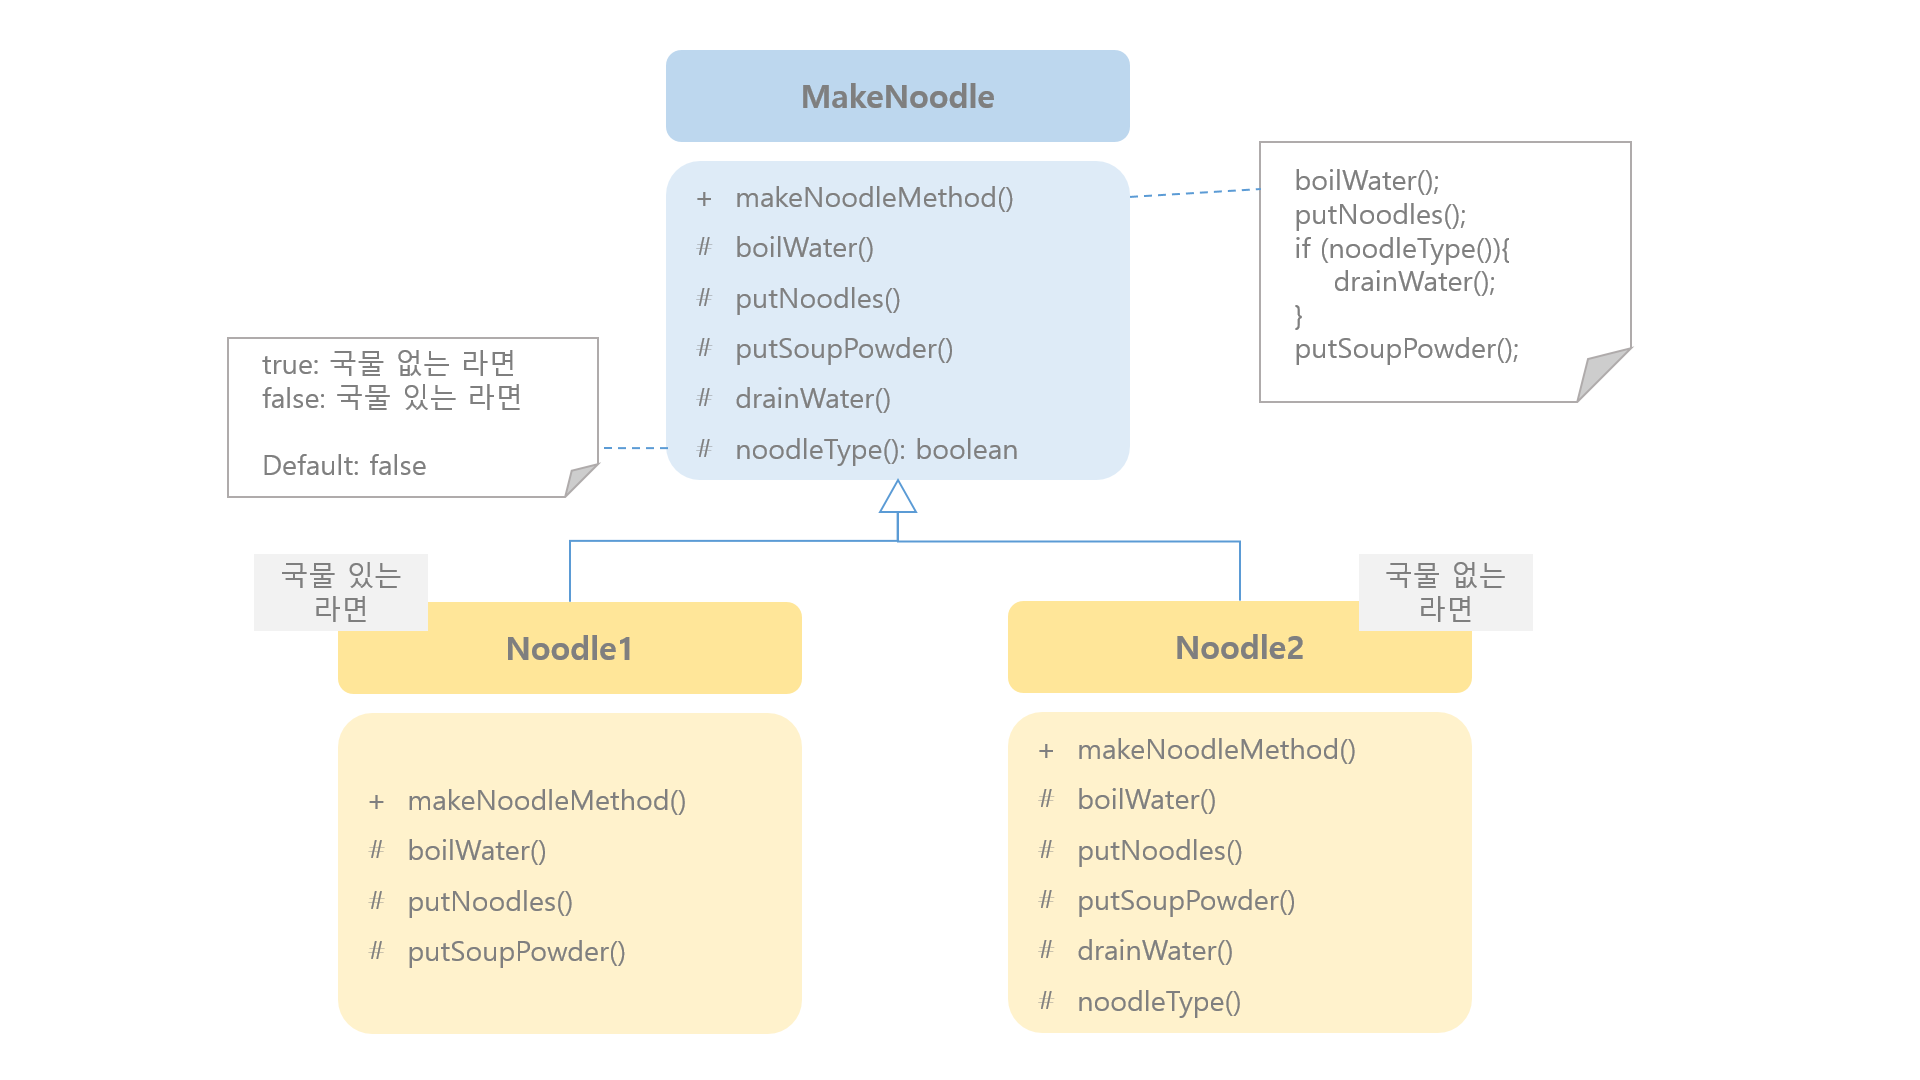 MakeNoodle
+ makeNoodleMethod()
# boilWater()
# putNoodles()
# putSoupPowder()
# drainWater()
# noodleType(): boolean
boilWater();
putNoodles();
if (noodleType()){
drainWater();
}
putSoupPowder();
true: 국물 없는 라면
false: 국물 있는 라면
Default: false
국물 있는
라면
Noodle1
+ makeNoodleMethod()
# boilWater()
# putNoodles()
# putSoupPowder()
국물 없는
라면
Noodle2
+ makeNoodleMethod()
# boilWater()
# putNoodles()
# putSoupPowder()
# drainWater()
# noodleType()